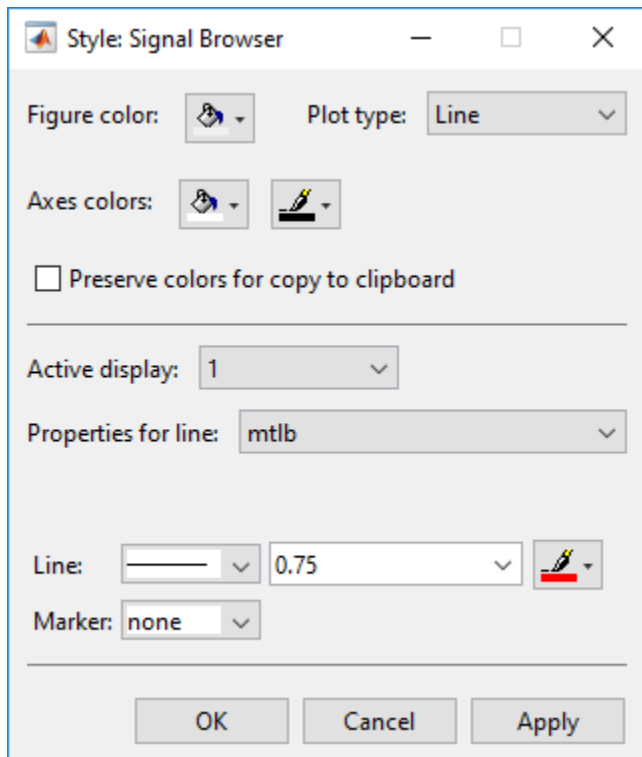 Style: Signal Browser
Figure color: Plot type: Line
Axes colors:
Preserve colors for copy to clipboard
Active display: 1
Properties for line: mtlb
Line: 0.75
Marker: none
OK Cancel Apply